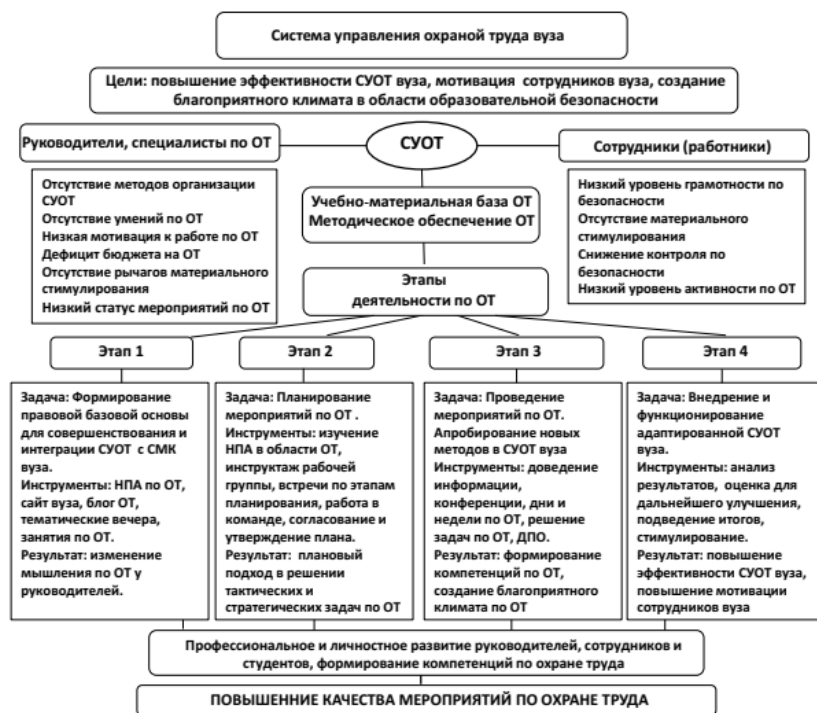 Система управления охраной труда вуза
Цели: повышение эффективности СУОТ вуза, мотивация сотрудников вуза, создание
благоприятного климата в области образовательной безопасности
Руководители, специалисты по ОТ
СУОТ
Сотрудники (работники)
Отсутствие методов организации
СУОТ
Отсутствие умений по ОТ
Низкая мотивация к работе по ОТ
Дефицит бюджета на ОТ
Отсутствие рычагов материального
стимулирования
Низкий статус мероприятий по ОТ
Учебно-материальная база ОТ
Методическое обеспечение ОТ
Низкий уровень грамотности по
безопасности
Отсутствие материального
стимулирования
Снижение контроля по
безопасности
Низкий уровень активности по ОТ
Этапы
деятельности по ОТ
Этап 1
Этап 2
Этап 3
Этап 4
Задача: Формирование
правовой базовой основы
для совершенствования и
интеграции СУОТ с СМК
вуза.
Инструменты: НПА по ОТ,
сайт вуза, блог ОТ,
тематические вечера,
занятия по ОТ.
Результат: изменение
мышления по ОТ у
руководителей.
Задача: Планирование
мероприятий по ОТ .
Инструменты: изучение
НПА в области ОТ,
инструктаж рабочей
группы, встречи по этапам
планирования, работа в
команде, согласование и
утверждение плана.
Результат: плановый
подход в решении
тактических и
стратегических задач по ОТ
Задача: Проведение
мероприятий по ОТ.
Апробирование новых
методов в СУОТ вуза
Инструменты: доведение
информации,
конференции, дни и
недели по ОТ, решение
задач по ОТ, ДПО.
Результат: формирование
компетенций по ОТ,
создание благоприятного
климата по ОТ
Задача: Внедрение и
функционирование
адаптированной СУОТ
вуза.
Инструменты: анализ
результатов, оценка для
дальнейшего улучшения,
подведение итогов,
стимулирование.
Результат: повышение
эффективности СУОТ вуза,
повышение мотивации
сотрудников вуза
Профессиональное и личностное развитие руководителей, сотрудников и
студентов, формирование компетенций по охране труда
ПОВЫШЕННИЕ КАЧЕСТВА МЕРОПРИЯТИЙ ПО ОХРАНЕ ТРУДА